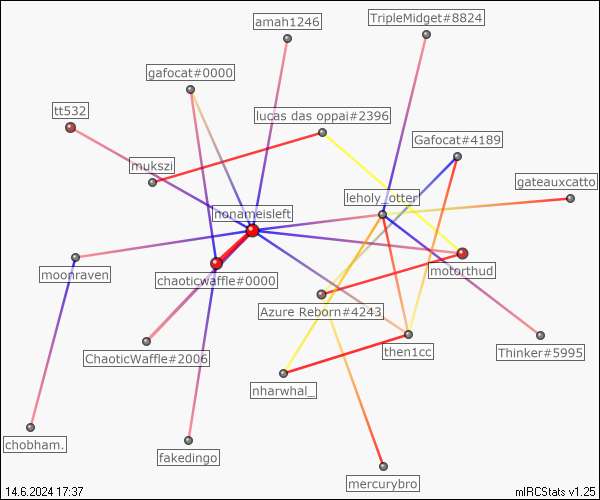 amah1246
TripleMidget#8824
gafocat#0000
tt532
lucas das oppai#2396
Gafocat#4189
mukszi
gateauxcatto
leholy_otter
nonameisleft
moonraven
chaoticwaffle#0000
motorthud
Azure Reborn#4243
ChaoticWaffle#2006
then1cc
Thinker#5995
nharwhal_
chobham.
fakedingo
mercurybro
14.6.2024 17:37
mIRCStats v1.25